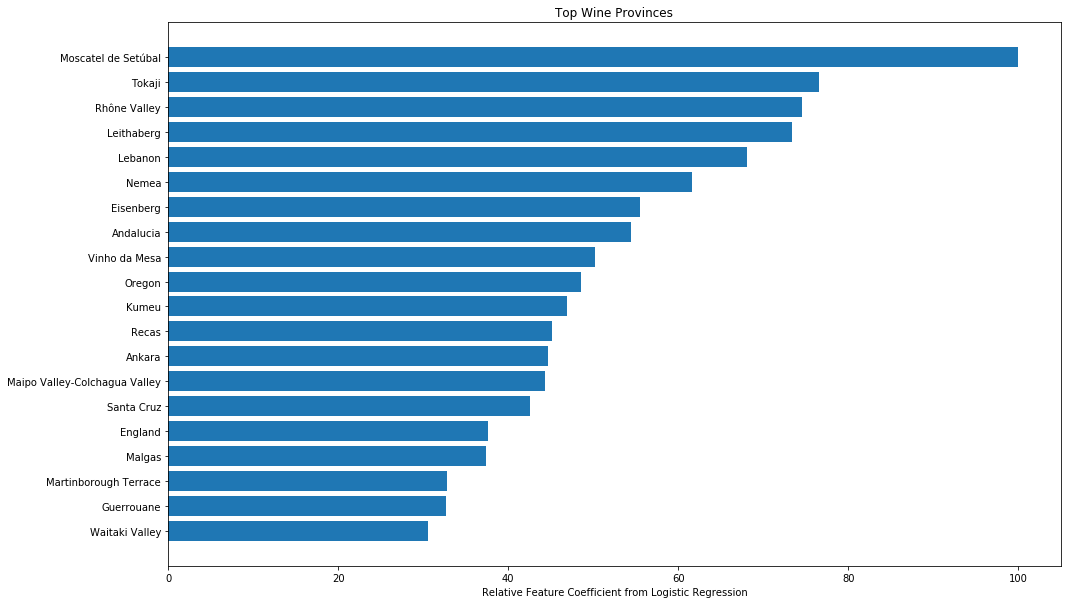 Top Wine Provinces
Moscatel de Setúbal
Tokaji
Rhône Valley
Leithaberg
Lebanon
Nemea
Eisenberg
Andalucia
Vinho da Mesa
Oregon
Kumeu
Recas
Ankara
Maipo Valley-Colchagua Valley
Santa Cruz
England
Malgas
Martinborough Terrace
Guerrouane
Waitaki Valley
0 20 40 60 80 100
Relative Feature Coefficient from Logistic Regression